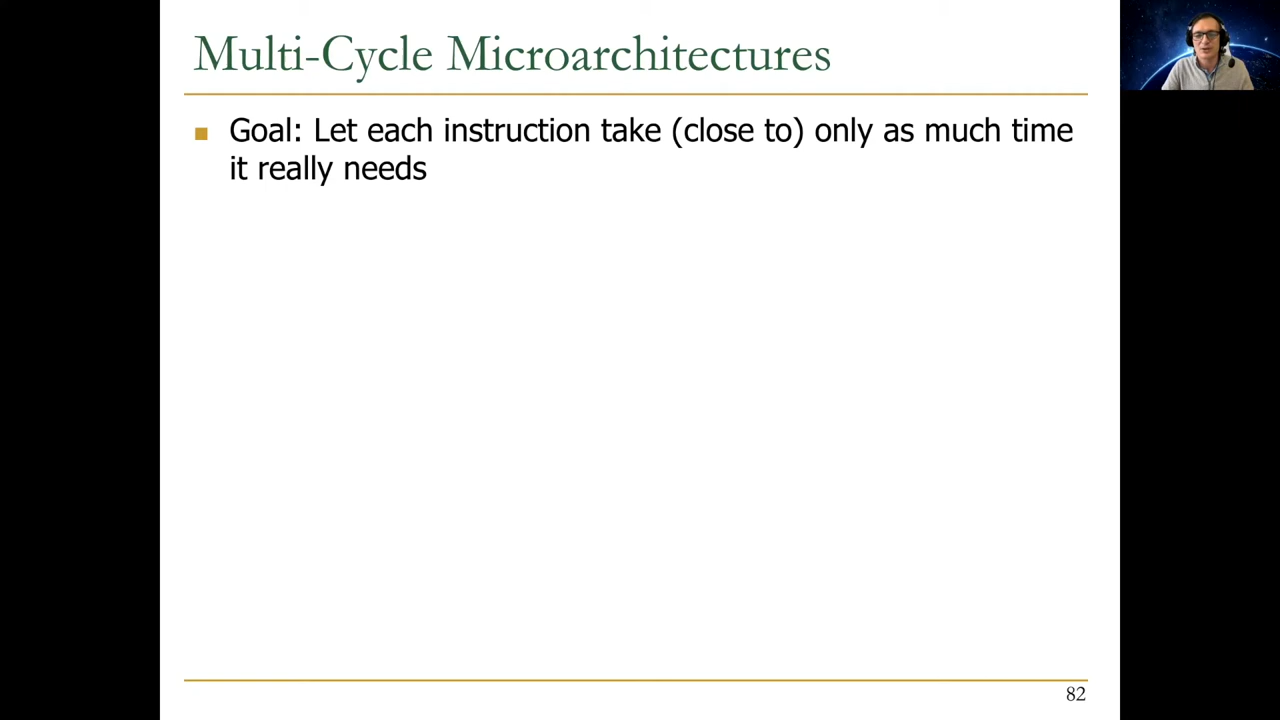 Multi-Cycle Microarchitectures
Goal: Let each instruction take (close to) only as much time
it really needs
82